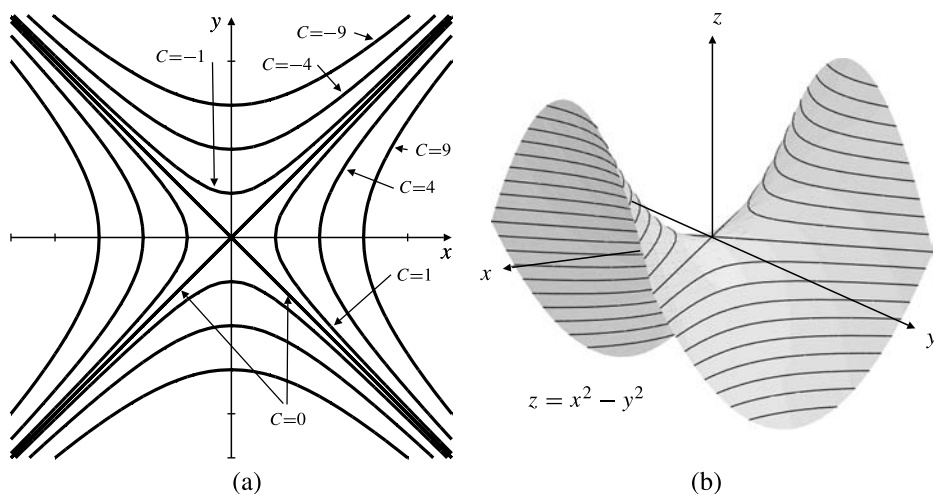 y
C=−9
C=−1
C=−4
C=9
C=4
x
C=1
C=0
(a)
z
x
y
z = x² − y²
(b)